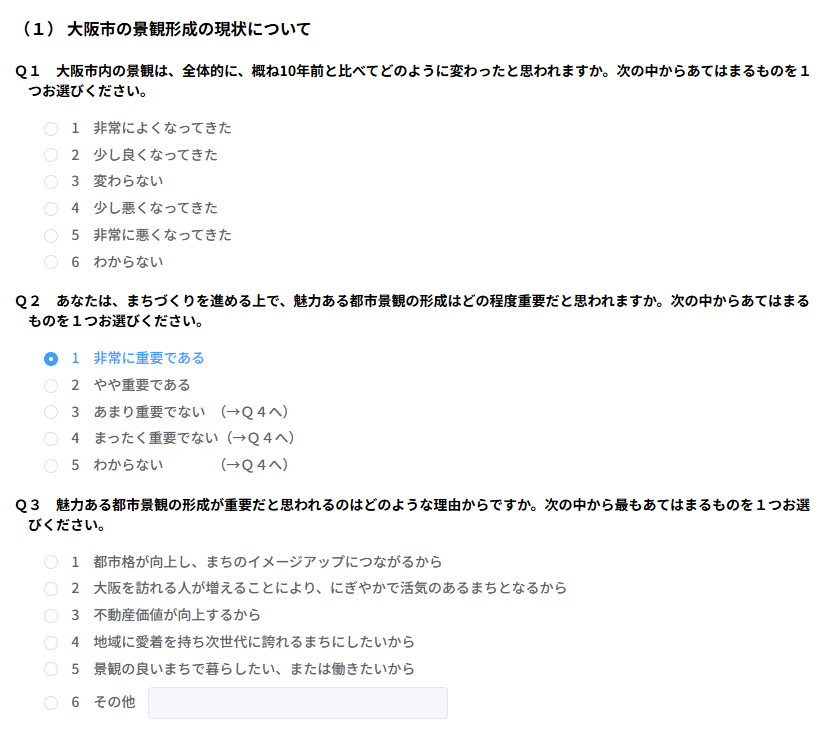 （１） 大阪市の景観形成の現状について
Ｑ１　大阪市内の景観は、全体的に、概ね10年前と比べてどのように変わったと思われますか。次の中からあてはまるものを１
つお選びください。
1　非常によくなってきた
2　少し良くなってきた
3　変わらない
4　少し悪くなってきた
5　非常に悪くなってきた
6　わからない
Ｑ２　あなたは、まちづくりを進める上で、魅力ある都市景観の形成はどの程度重要だと思われますか。次の中からあてはまる
ものを１つお選びください。
1　非常に重要である
2　やや重要である
3　あまり重要でない　（→Ｑ４へ）
4　まったく重要でない（→Ｑ４へ）
5　わからない　　　　（→Ｑ４へ）
Ｑ３　魅力ある都市景観の形成が重要だと思われるのはどのような理由からですか。次の中から最もあてはまるものを１つお選
びください。
1　都市格が向上し、まちのイメージアップにつながるから
2　大阪を訪れる人が増えることにより、にぎやかで活気のあるまちとなるから
3　不動産価値が向上するから
4　地域に愛着を持ち次世代に誇れるまちにしたいから
5　景観の良いまちで暮らしたい、または働きたいから
6　その他